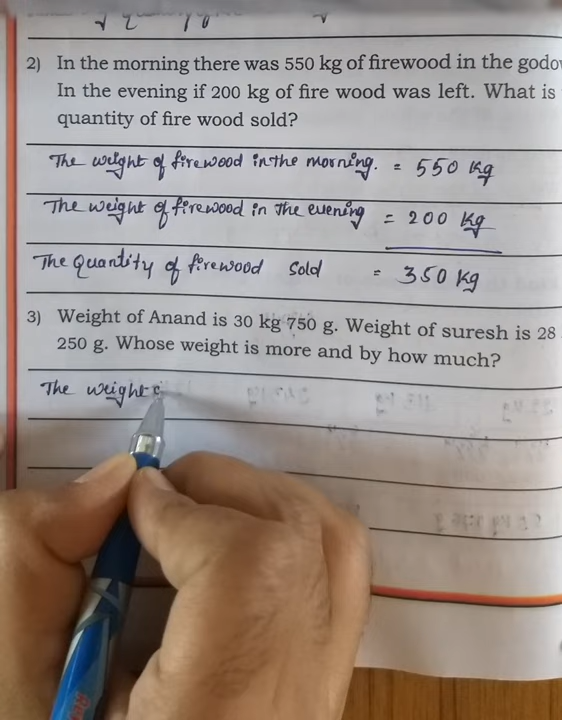 2) In the morning there was 550 kg of firewood in the godo
In the evening if 200 kg of fire wood was left. What is
quantity of fire wood sold?
The weight of firewood in the morning. = 550 kg
The weight of firewood in the evening = 200 kg
The Quantity of firewood sold = 350 kg
3) Weight of Anand is 30 kg 750 g. Weight of suresh is 28
250 g. Whose weight is more and by how much?
The weight